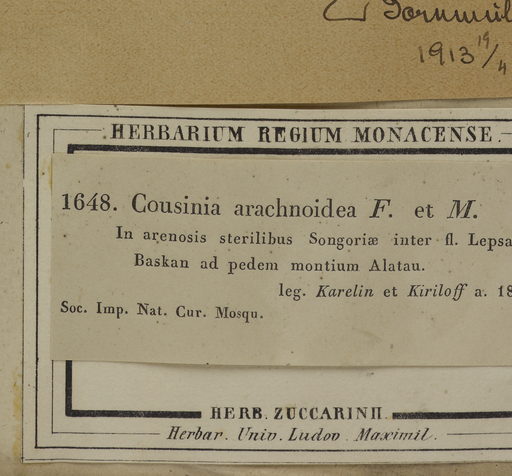 1913 19/4
HERBARIUM REGIUM MONACENSE.
1648. Cousinia arachnoidea F. et M.
In arenosis sterilibus Songoriæ inter fl. Lepsa
Baskan ad pedem montium Alatau.
leg. Karelin et Kiriloff a. 18
Soc. Imp. Nat. Cur. Mosqu.
HERB. ZUCCARINII.
Herbar. Univ. Ludov. Maximil.